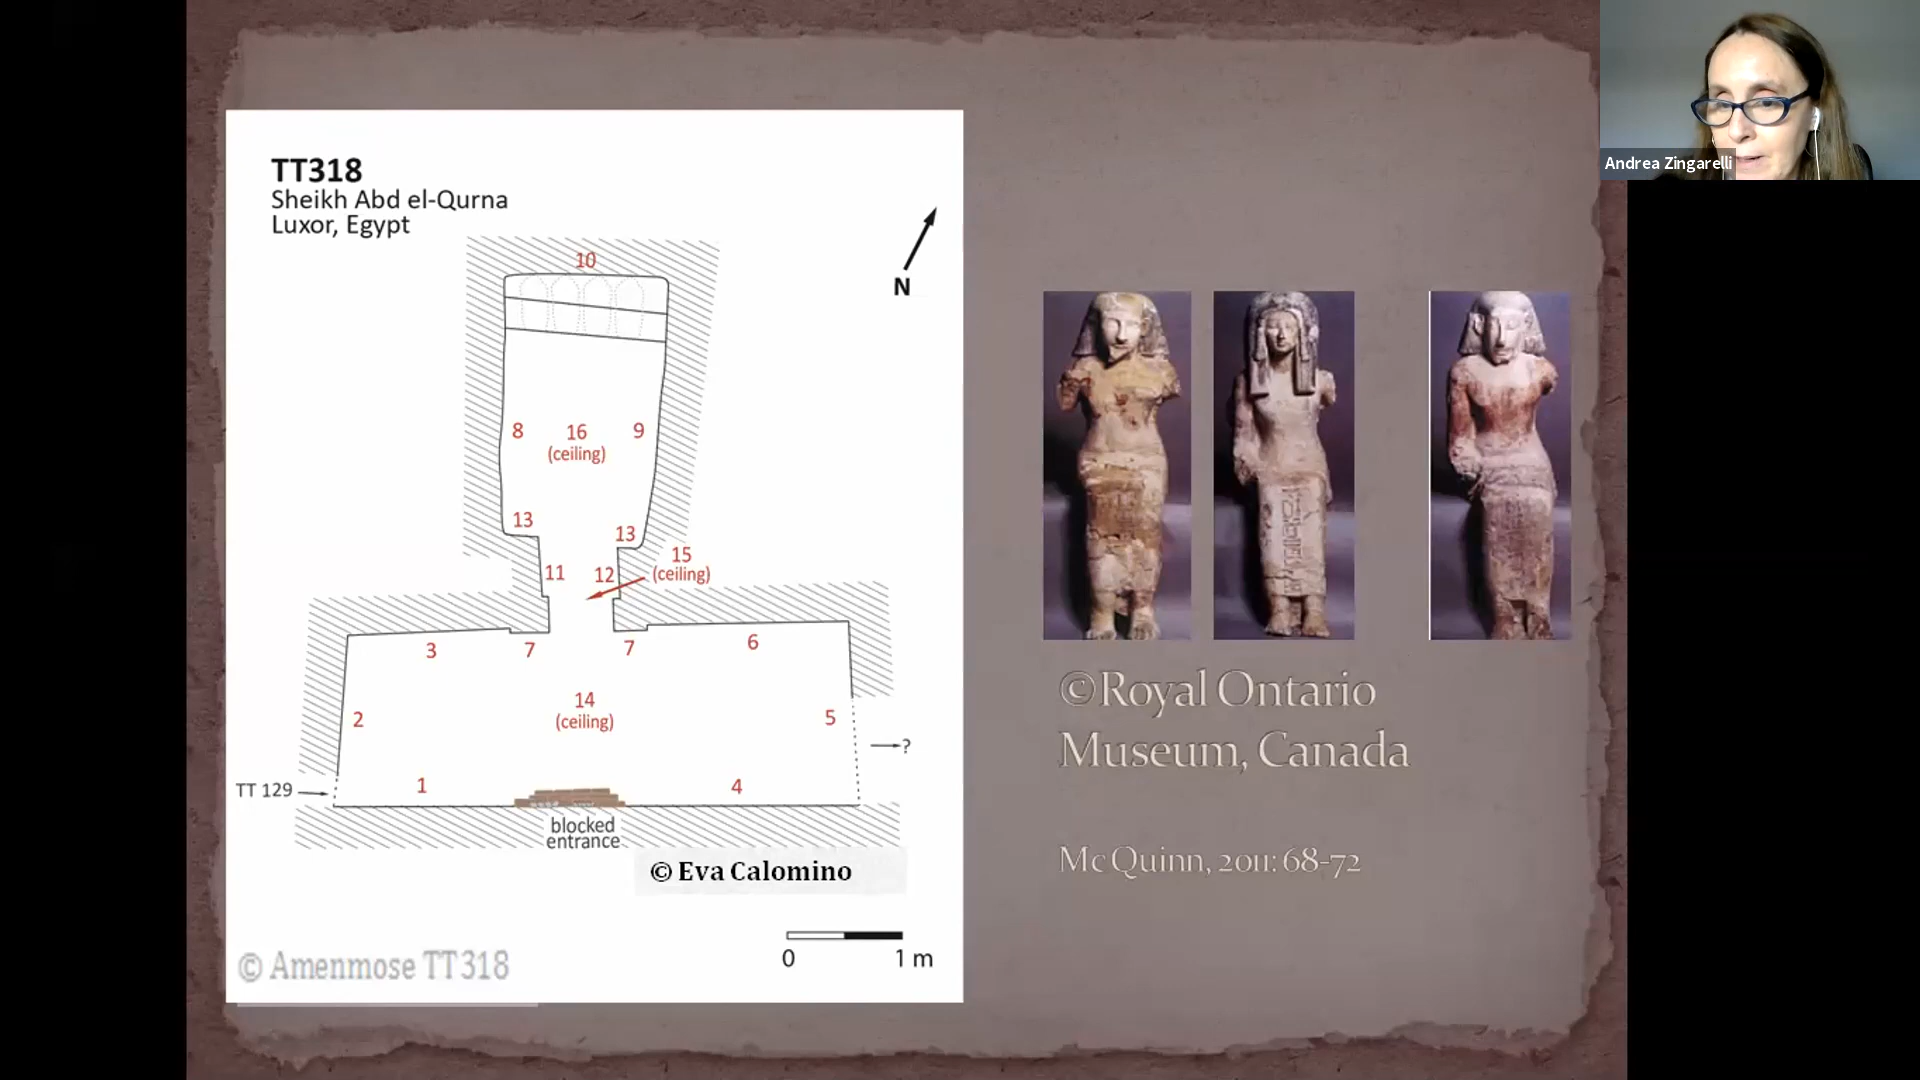 TT318
Sheikh Abd el-Qurna
Luxor, Egypt
N
10
8
16
(ceiling)
9
13
13
15
(ceiling)
11
12
3
7
7
6
2
14
(ceiling)
5
?
TT 129
1
4
blocked
entrance
© Eva Calomino
0
1 m
© Amenmose TT318
©Royal Ontario
Museum, Canada
McQuinn, 2011: 68-72
Andrea Zingarelli